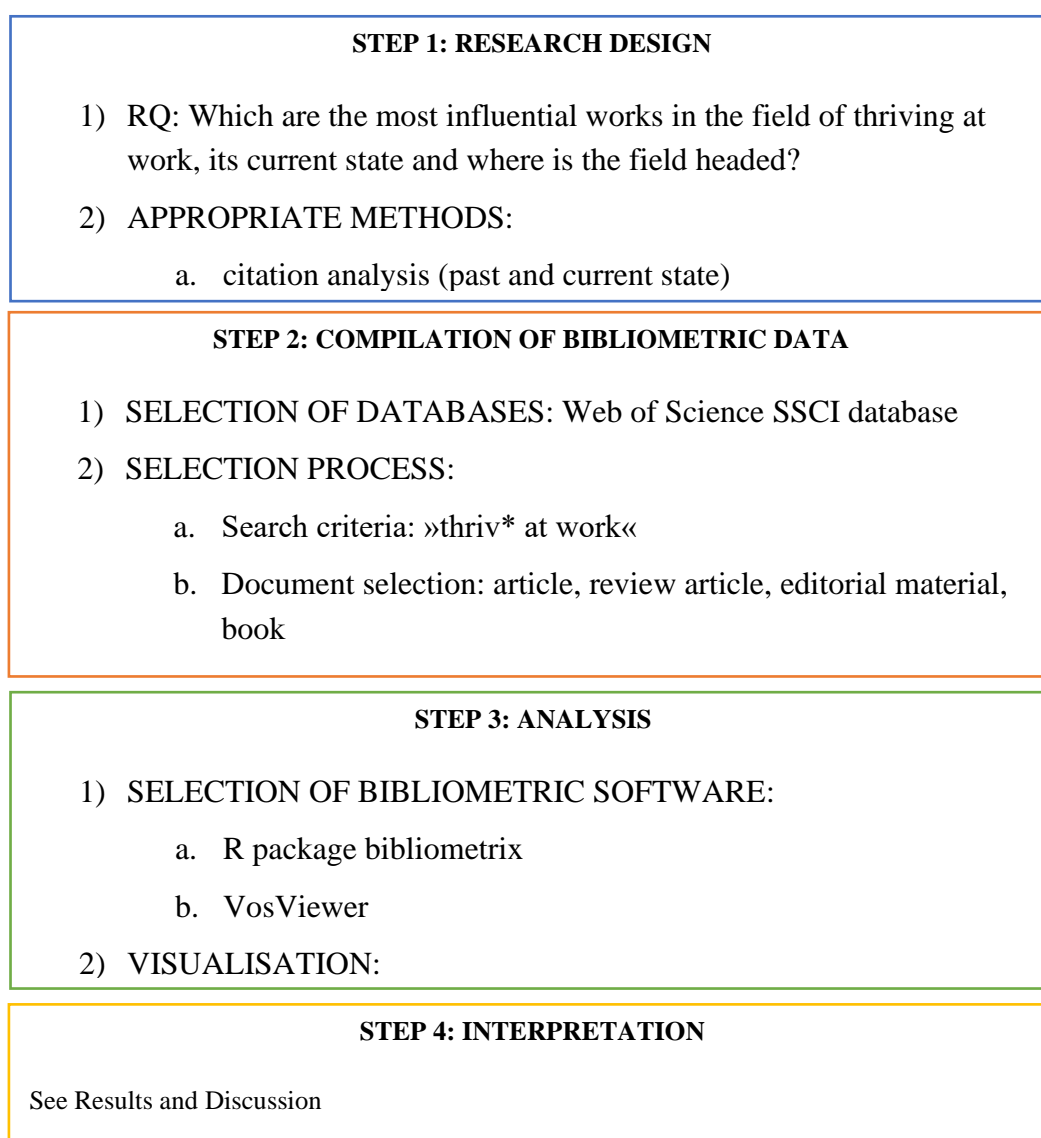 STEP 1: RESEARCH DESIGN
1) RQ: Which are the most influential works in the field of thriving at
work, its current state and where is the field headed?
2) APPROPRIATE METHODS:
a. citation analysis (past and current state)
STEP 2: COMPILATION OF BIBLIOMETRIC DATA
1) SELECTION OF DATABASES: Web of Science SSCI database
2) SELECTION PROCESS:
a. Search criteria: »thriv* at work«
b. Document selection: article, review article, editorial material,
book
STEP 3: ANALYSIS
1) SELECTION OF BIBLIOMETRIC SOFTWARE:
a. R package bibliometrix
b. VosViewer
2) VISUALISATION:
STEP 4: INTERPRETATION
See Results and Discussion